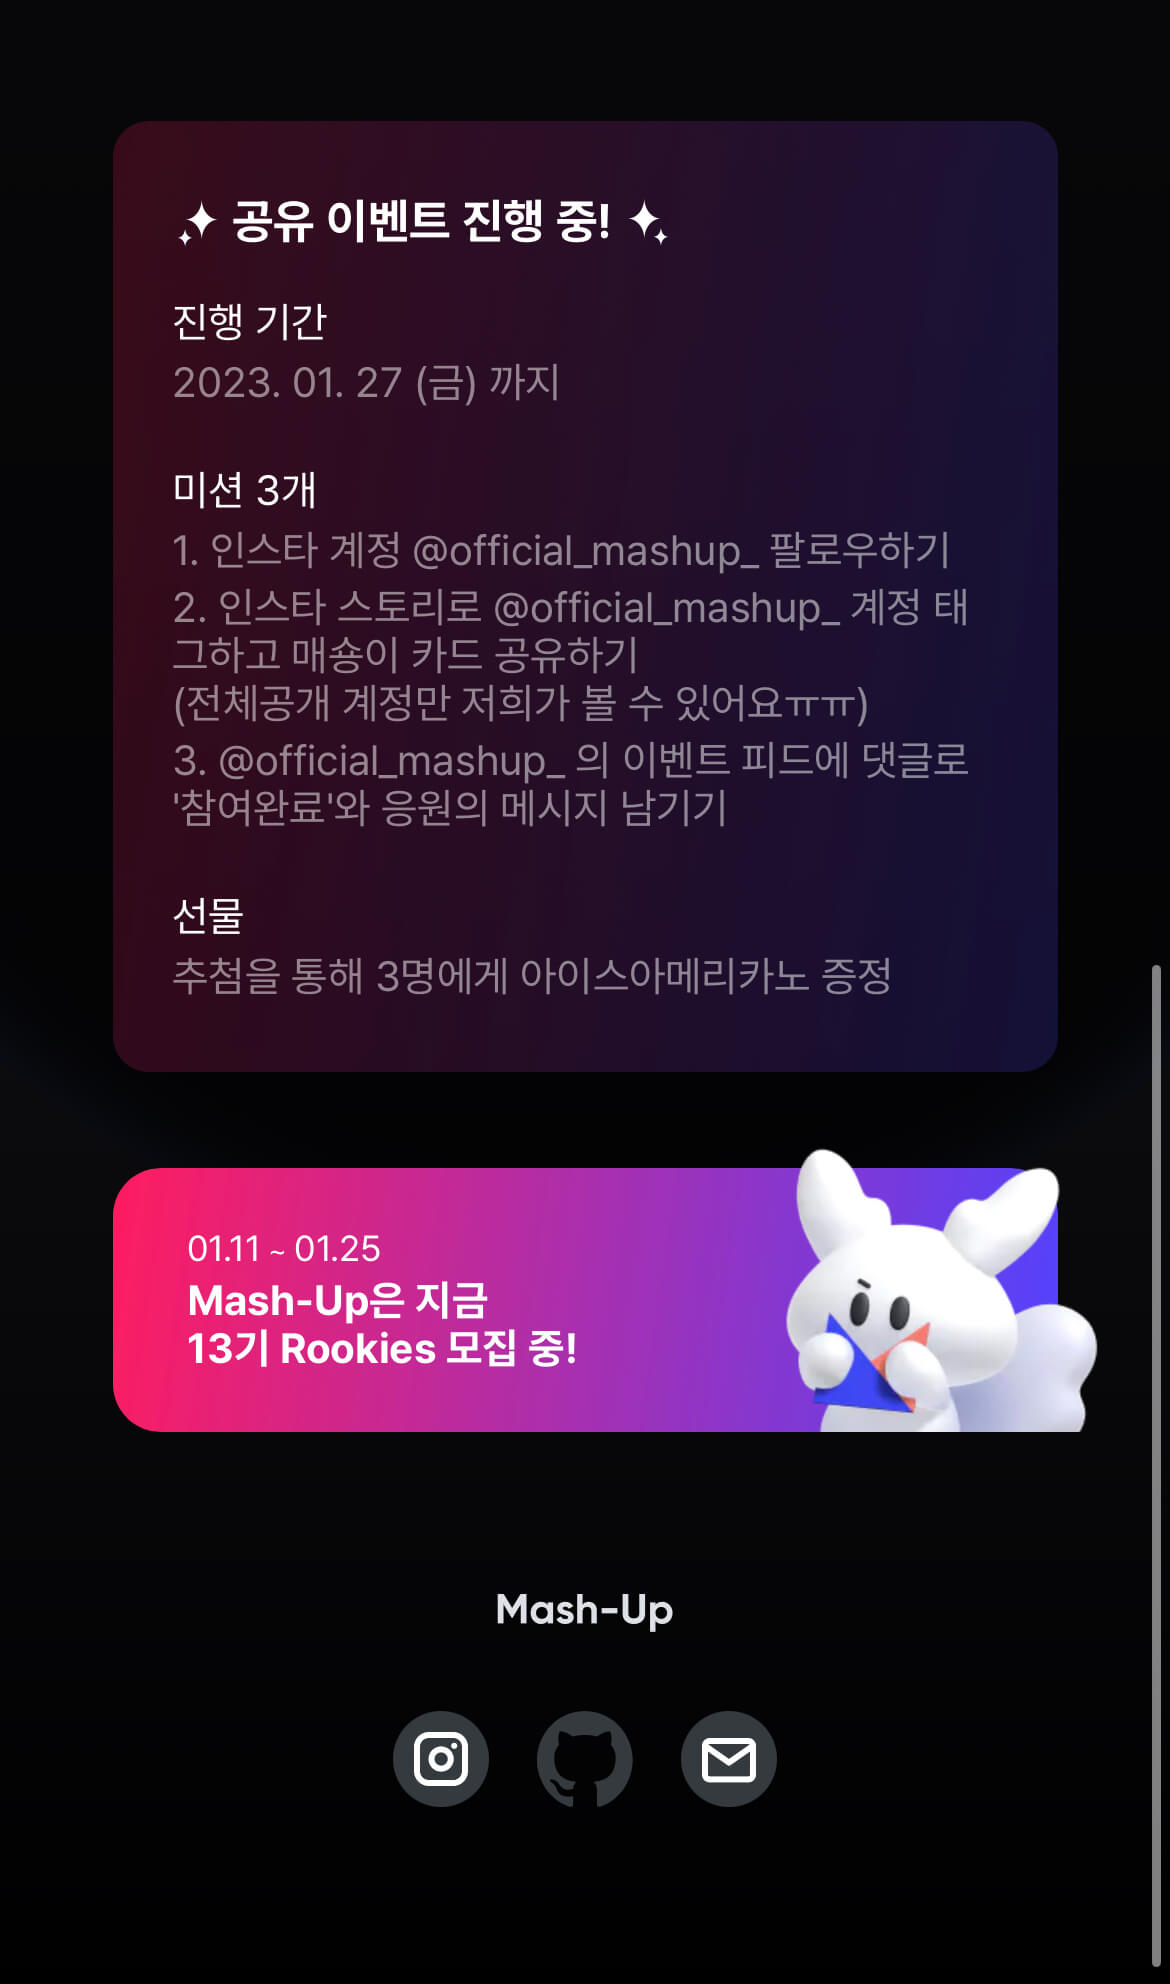 공유 이벤트 진행 중!
진행 기간
2023. 01. 27 (금) 까지
미션 3개
1. 인스타 계정 @official_mashup_ 팔로우하기
2. 인스타 스토리로 @official_mashup_ 계정 태
그하고 매숑이 카드 공유하기
(전체공개 계정만 저희가 볼 수 있어요ㅠㅠ)
3. @official_mashup_ 의 이벤트 피드에 댓글로
'참여완료'와 응원의 메시지 남기기
선물
추첨을 통해 3명에게 아이스아메리카노 증정
01.11 ~ 01.25
Mash-Up은 지금
13기 Rookies 모집 중!
Mash-Up